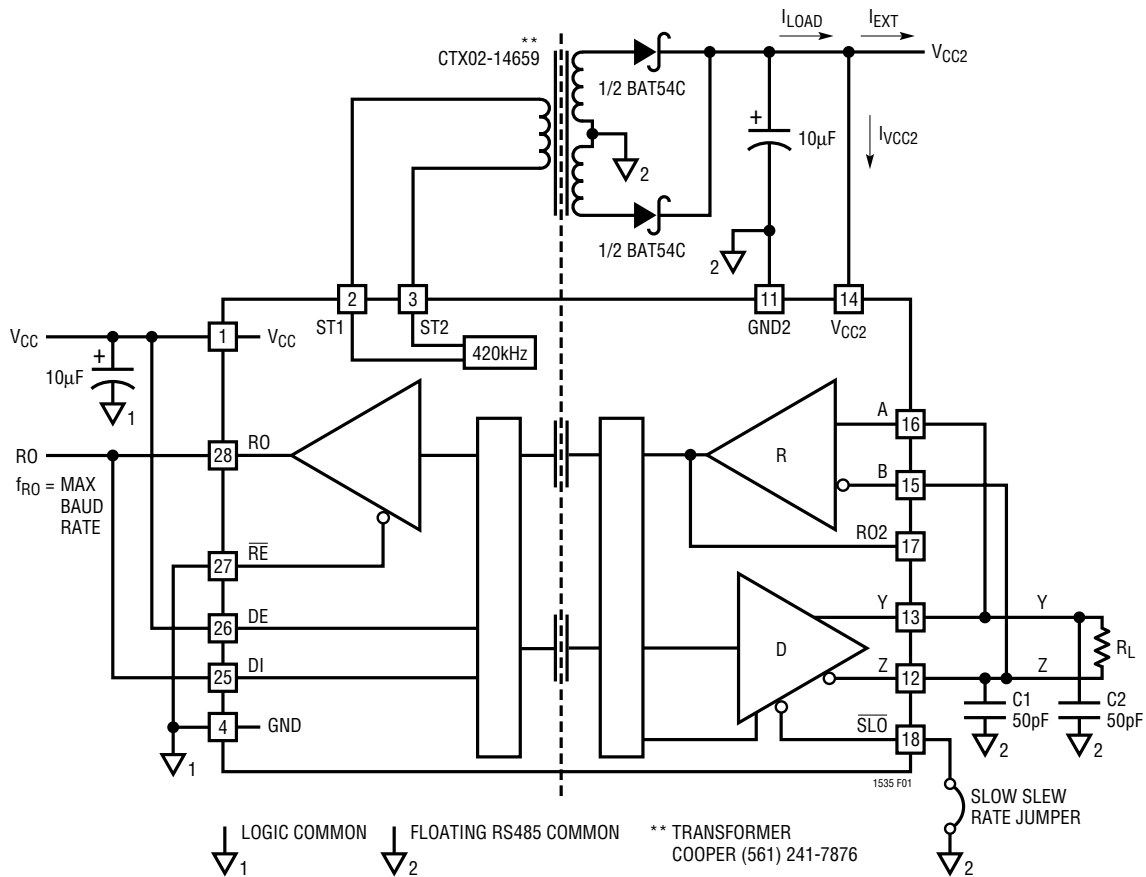 **
CTX02-14659
I_LOAD
I_EXT
V_CC2
1/2 BAT54C
+
10µF
I_VCC2
2
1/2 BAT54C
2
2
3
11
14
ST1
ST2
GND2
V_CC2
V_CC
1
V_CC
420kHz
+
10µF
1
A
16
RO
28
RO
R
f_RO = MAX
BAUD
RATE
B
15
RO2
17
27
R̅E̅
Y
13
Y
26
DE
D
R_L
25
DI
Z
12
Z
C1
50pF
C2
50pF
4
GND
S̅L̅O̅
18
2
2
1
1535 F01
SLOW SLEW
RATE JUMPER
LOGIC COMMON
1
FLOATING RS485 COMMON
2
** TRANSFORMER
COOPER (561) 241-7876
2